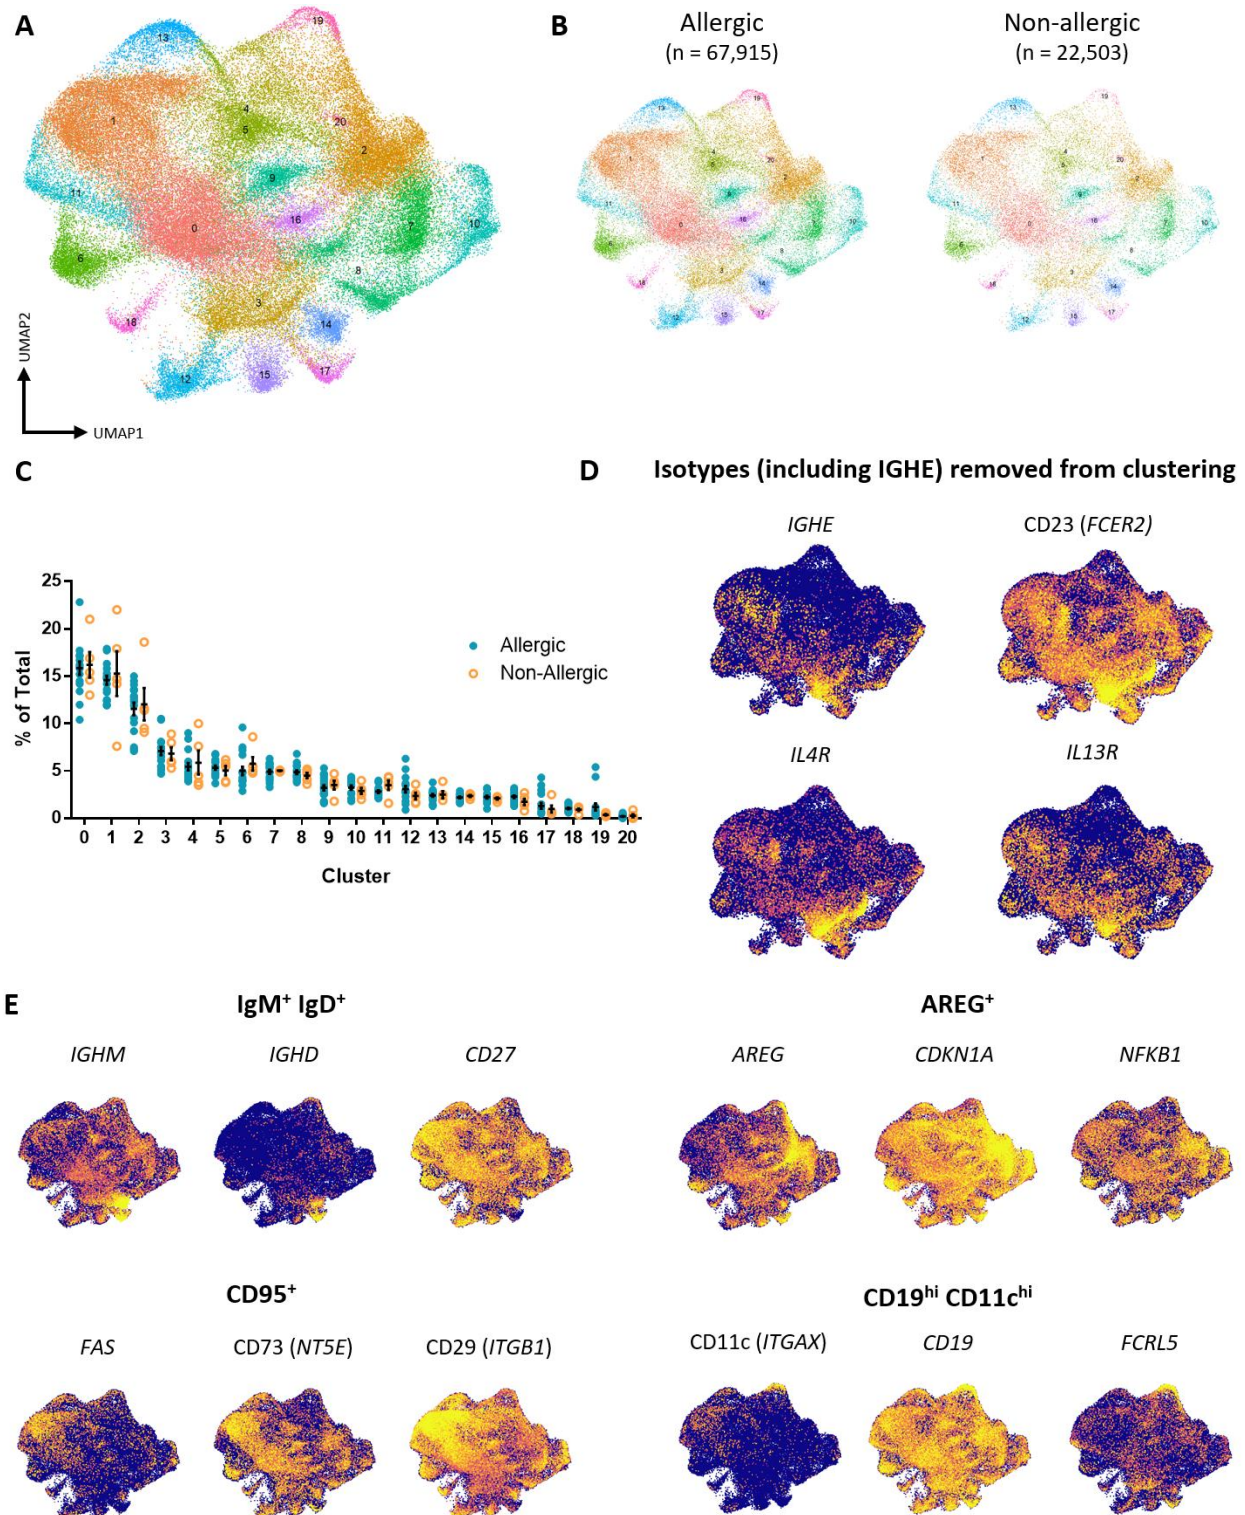 A
13
19
1
4
5
20
2
11
9
16
0
7
10
6
8
3
18
14
12
15
17
UMAP2
UMAP1
B
Allergic
(n = 67,915)
Non-allergic
(n = 22,503)
C
25
20
15
10
5
0
% of Total
Allergic
Non-Allergic
0 1 2 3 4 5 6 7 8 9 10 11 12 13 14 15 16 17 18 19 20
Cluster
D
Isotypes (including IGHE) removed from clustering
IGHE
CD23 (FCER2)
IL4R
IL13R
E
IgM⁺ IgD⁺
IGHM
IGHD
CD27
AREG⁺
AREG
CDKN1A
NFKB1
CD95⁺
FAS
CD73 (NT5E)
CD29 (ITGB1)
CD19ʰⁱ CD11cʰⁱ
CD11c (ITGAX)
CD19
FCRL5